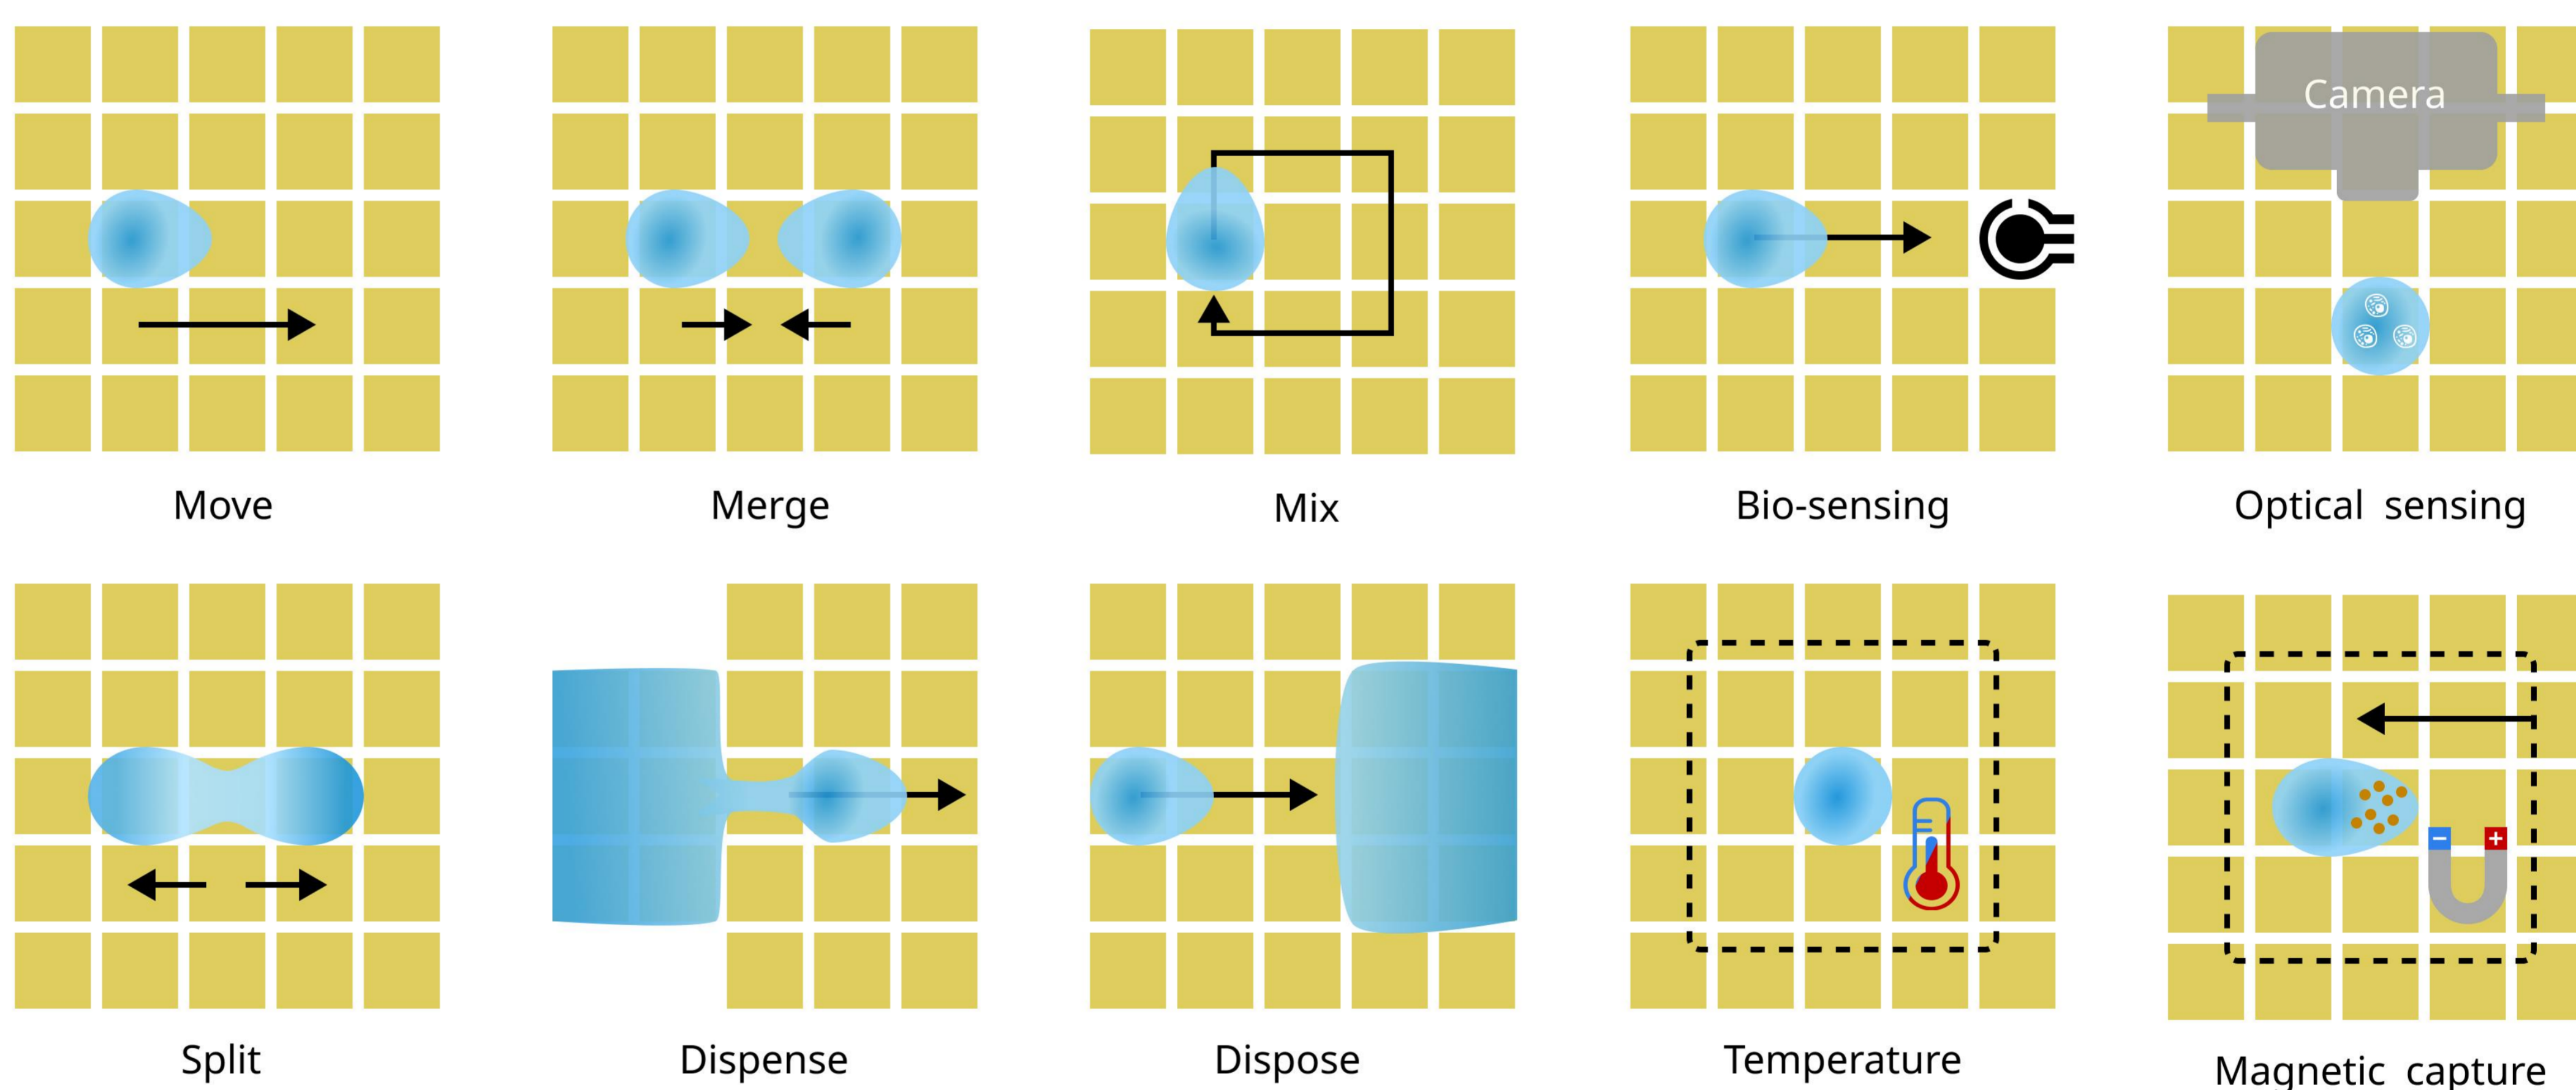 Camera
Move
Merge
Mix
Bio-sensing
Optical sensing
− +
Split
Dispense
Dispose
Temperature
Magnetic capture